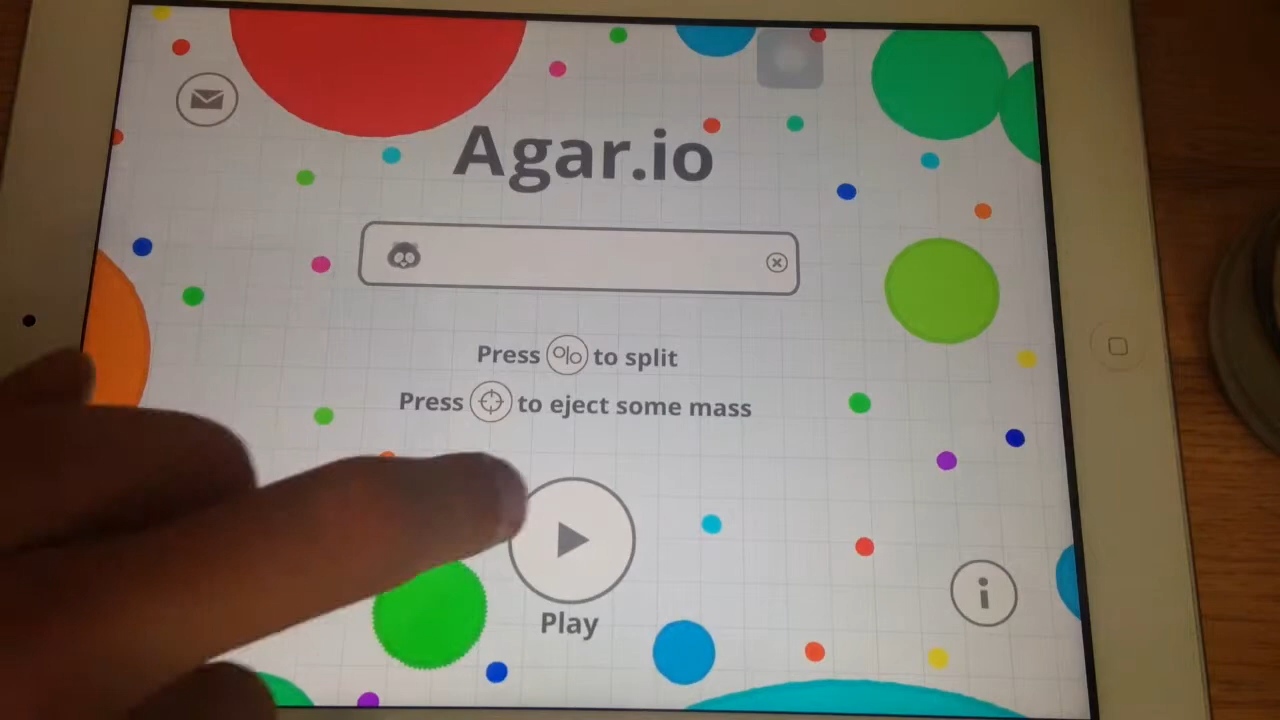 Agar.io
Press to split
Press to eject some mass
Play
i